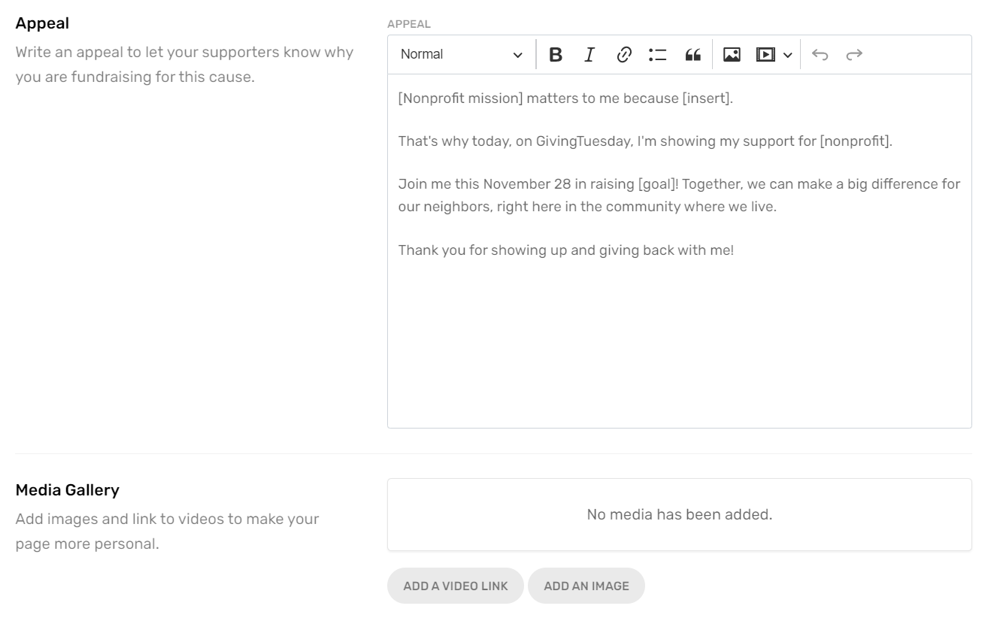 Appeal
Write an appeal to let your supporters know why
you are fundraising for this cause.
APPEAL
Normal
[Nonprofit mission] matters to me because [insert].
That's why today, on GivingTuesday, I'm showing my support for [nonprofit].
Join me this November 28 in raising [goal]! Together, we can make a big difference for
our neighbors, right here in the community where we live.
Thank you for showing up and giving back with me!
Media Gallery
Add images and link to videos to make your
page more personal.
No media has been added.
ADD A VIDEO LINK
ADD AN IMAGE